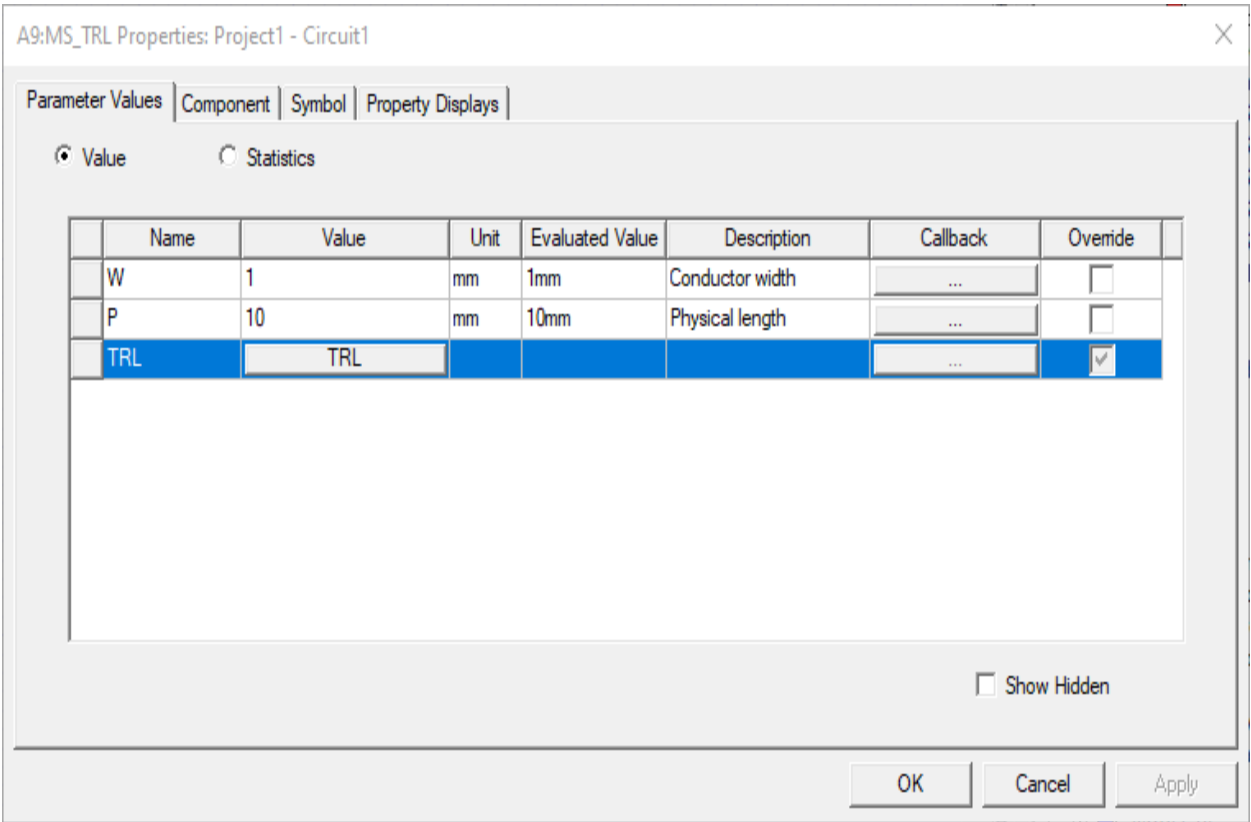 A9:MS_TRL Properties: Project1 - Circuit1
Parameter Values Component Symbol Property Displays
Value Statistics
Name Value Unit Evaluated Value Description Callback Override
W 1 mm 1mm Conductor width ...
P 10 mm 10mm Physical length ...
TRL TRL ...
Show Hidden
OK Cancel Apply